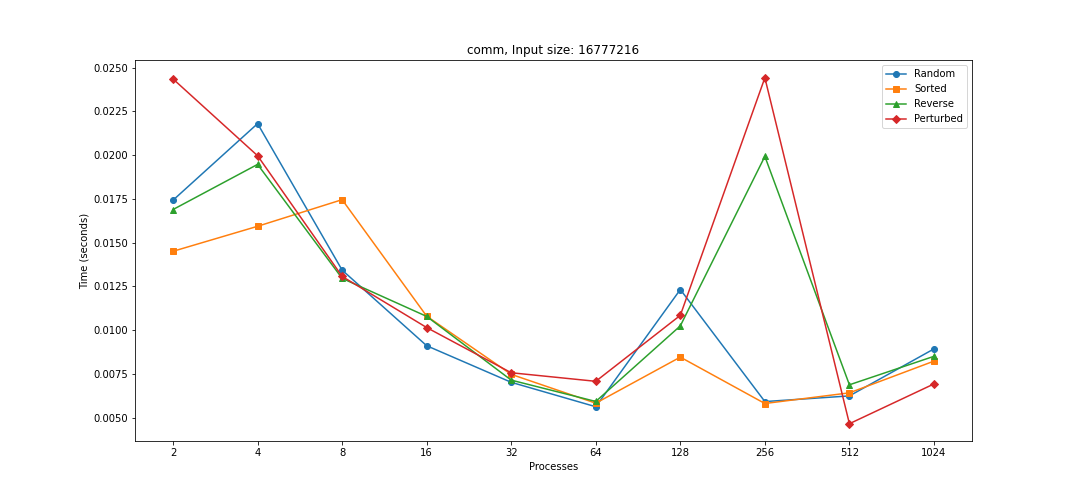 comm, Input size: 16777216
Random
Sorted
Reverse
Perturbed
Time (seconds)
0.0250
0.0225
0.0200
0.0175
0.0150
0.0125
0.0100
0.0075
0.0050
2 4 8 16 32 64 128 256 512 1024
Processes